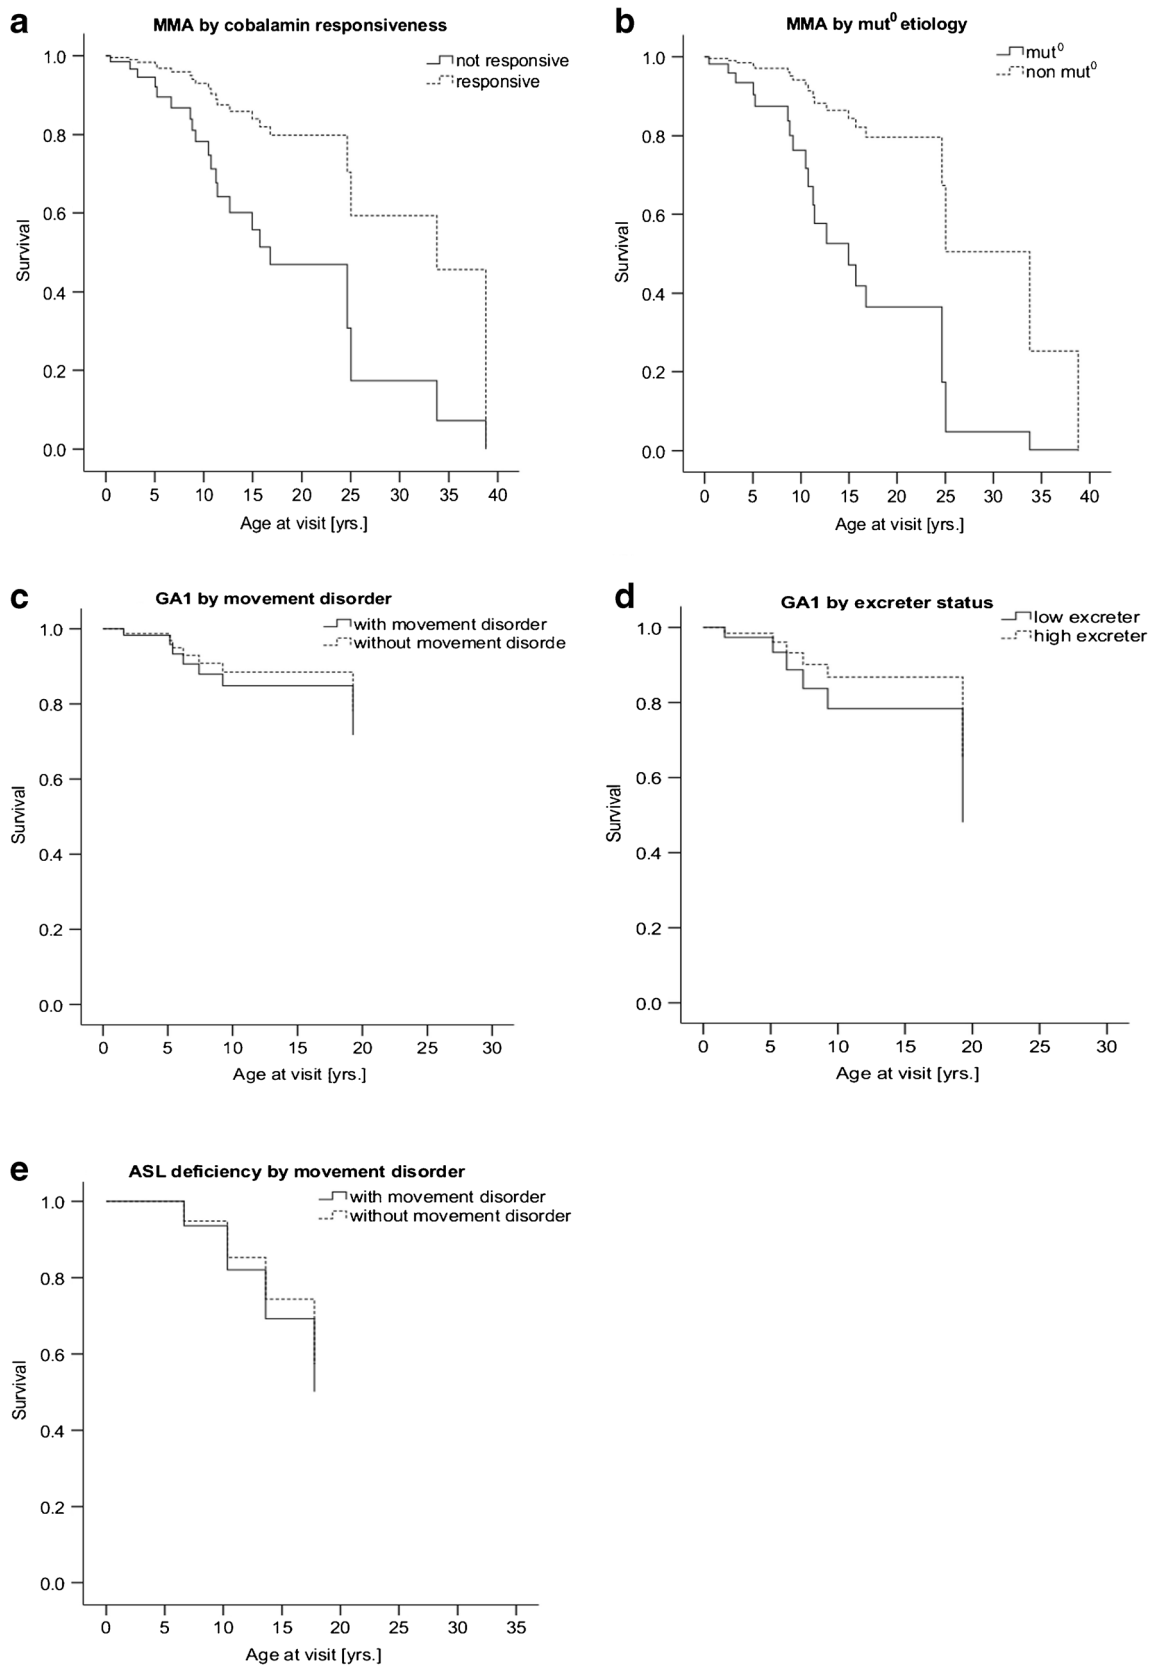 a
MMA by cobalamin responsiveness
not responsive
responsive
1.0
0.8
0.6
0.4
0.2
0.0
Survival
0 5 10 15 20 25 30 35 40
Age at visit [yrs.]
b
MMA by mut⁰ etiology
mut⁰
non mut⁰
1.0
0.8
0.6
0.4
0.2
0.0
Survival
0 5 10 15 20 25 30 35 40
Age at visit [yrs.]
c
GA1 by movement disorder
with movement disorder
without movement disorde
1.0
0.8
0.6
0.4
0.2
0.0
Survival
0 5 10 15 20 25 30
Age at visit [yrs.]
d
GA1 by excreter status
low excreter
high excreter
1.0
0.8
0.6
0.4
0.2
0.0
Survival
0 5 10 15 20 25 30
Age at visit [yrs.]
e
ASL deficiency by movement disorder
with movement disorder
without movement disorder
1.0
0.8
0.6
0.4
0.2
0.0
Survival
0 5 10 15 20 25 30 35
Age at visit [yrs.]